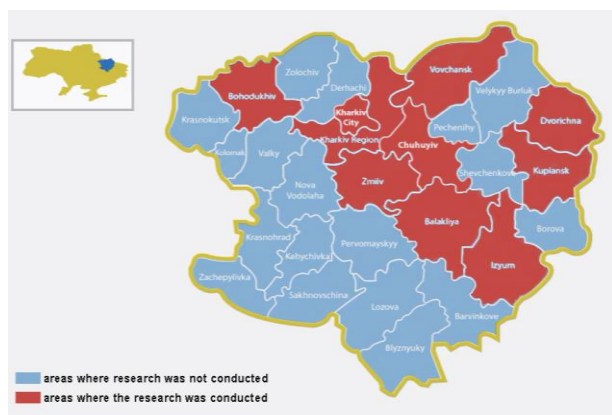 Zolochiv
Derhachi
Vovchansk
Velykyy Burluk
Bohodukhiv
Krasnokutsk
Kharkiv
City
Pechenihy
Dvorichna
Kharkiv Region
Chuhuyiv
Valky
Shevchenkove
Kupiansk
Zmiiv
Nova
Vodolaha
Balakliya
Borova
Krasnohrad
Pervomayskyy
Kehychivka
Izyum
Zachepylivka
Sakhnovschina
Lozova
Barvinkove
Blyznyuky
areas where research was not conducted
areas where the research was conducted